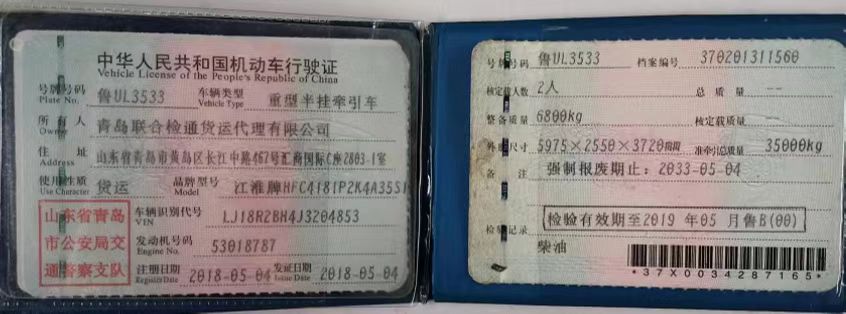 中华人民共和国机动车行驶证
Vehicle License of the People's Republic of China
号牌号码 鲁UL3533 车辆类型 重型半挂牵引车
Plate No. Vehicle Type
所有人 青岛联合检通货运代理有限公司
Owner
住址 山东省青岛市黄岛区长江中路467号汇商国际C座2803-1室
Address
使用性质 货运 品牌型号 江淮牌HFC4181P2K4A35S1
Use Character Model
山东省青岛
市公安局交
通警察支队
车辆识别代号 LJ18R2BH4J3204853
VIN
发动机号码 53018787
Engine No.
注册日期 2018-05-04 发证日期 2018-05-04
Register Date Issue Date
号牌号码 鲁UL3533 档案编号 370201311560
核定载人数 2人 总质量 --
整备质量 6800kg 核定载质量 --
外廓尺寸 5975×2550×3720mm 准牵引总质量 35000kg
备注 强制报废期止：2033-05-04
检验有效期至2019年05月鲁B(00)
检验记录
柴油
*37X0034287165*